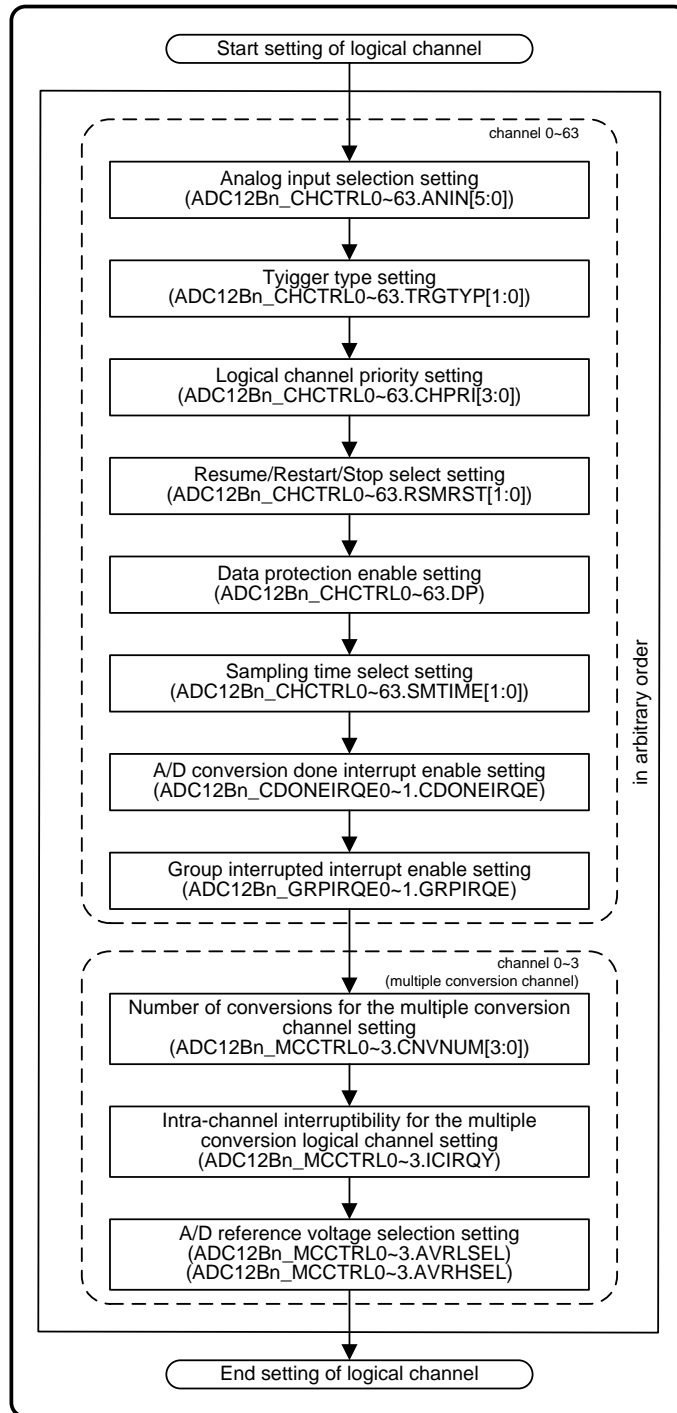 Start setting of logical channel
channel 0~63
Analog input selection setting
(ADC12Bn_CHCTRL0~63.ANIN[5:0])
Tyigger type setting
(ADC12Bn_CHCTRL0~63.TRGTYP[1:0])
Logical channel priority setting
(ADC12Bn_CHCTRL0~63.CHPRI[3:0])
Resume/Restart/Stop select setting
(ADC12Bn_CHCTRL0~63.RSMRST[1:0])
Data protection enable setting
(ADC12Bn_CHCTRL0~63.DP)
Sampling time select setting
(ADC12Bn_CHCTRL0~63.SMTIME[1:0])
A/D conversion done interrupt enable setting
(ADC12Bn_CDONEIRQE0~1.CDONEIRQE)
Group interrupted interrupt enable setting
(ADC12Bn_GRPIRQE0~1.GRPIRQE)
in arbitrary order
channel 0~3
(multiple conversion channel)
Number of conversions for the multiple conversion
channel setting
(ADC12Bn_MCCTRL0~3.CNVNUM[3:0])
Intra-channel interruptibility for the multiple
conversion logical channel setting
(ADC12Bn_MCCTRL0~3.ICIRQY)
A/D reference voltage selection setting
(ADC12Bn_MCCTRL0~3.AVRLSEL)
(ADC12Bn_MCCTRL0~3.AVRHSEL)
End setting of logical channel